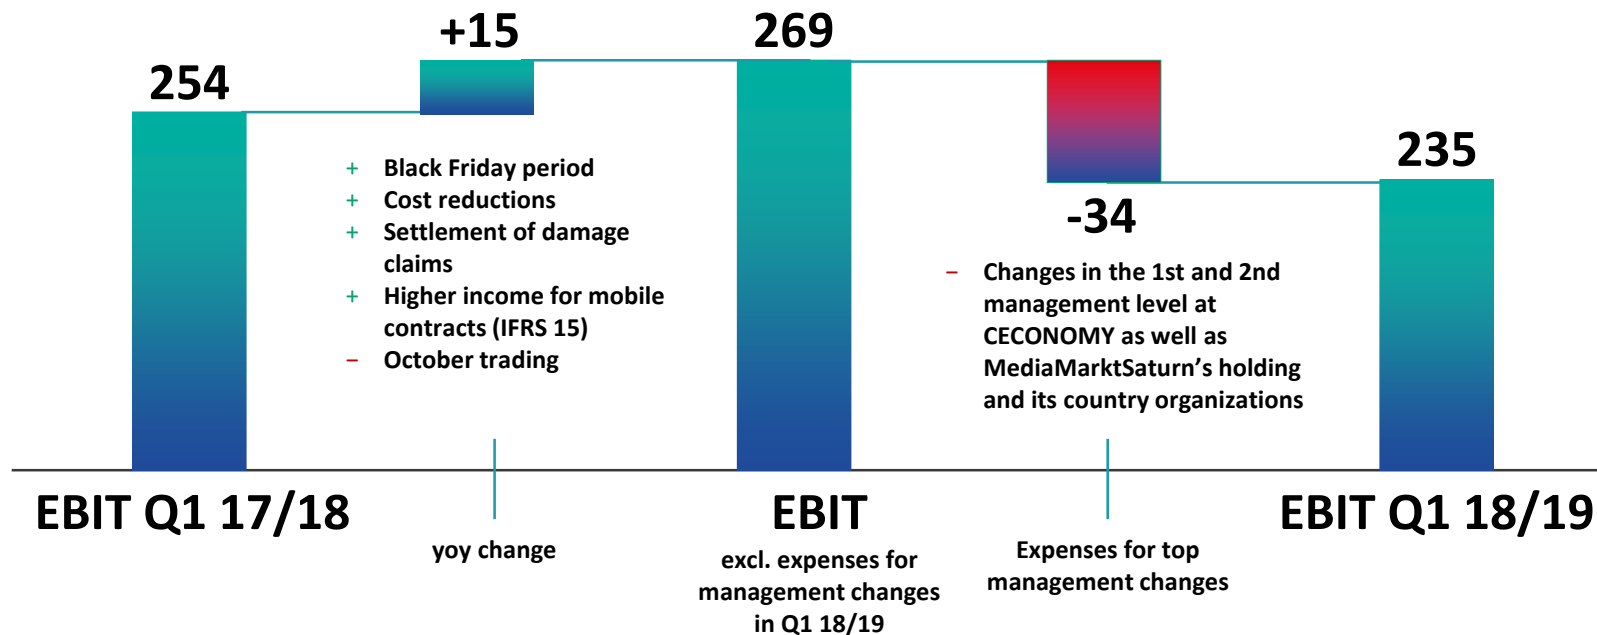 254
+15
269
235
-34
+ Black Friday period
+ Cost reductions
+ Settlement of damage
claims
+ Higher income for mobile
contracts (IFRS 15)
– October trading
– Changes in the 1st and 2nd
management level at
CECONOMY as well as
MediaMarktSaturn’s holding
and its country organizations
EBIT Q1 17/18
yoy change
EBIT
excl. expenses for
management changes
in Q1 18/19
Expenses for top
management changes
EBIT Q1 18/19